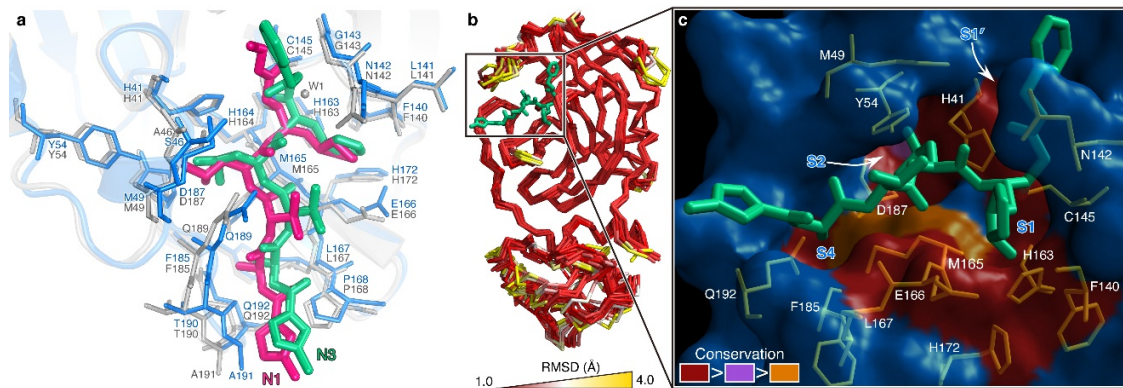 a
C145
C145
G143
G143
N142
N142
L141
L141
W1
H41
H41
H164
H164
H163
H163
F140
F140
A46
S46
Y54
Y54
M165
M165
H172
H172
M49
M49
D187
D187
E166
E166
Q189
Q189
F185
F185
L167
L167
P168
P168
T190
T190
Q192
Q192
A191
A191
N1
N3
b
RMSD (Å)
1.0
4.0
c
S1′
M49
Y54
H41
N142
S2
D187
C145
S4
S1
M165
H163
Q192
F185
E166
F140
L167
H172
Conservation
> >